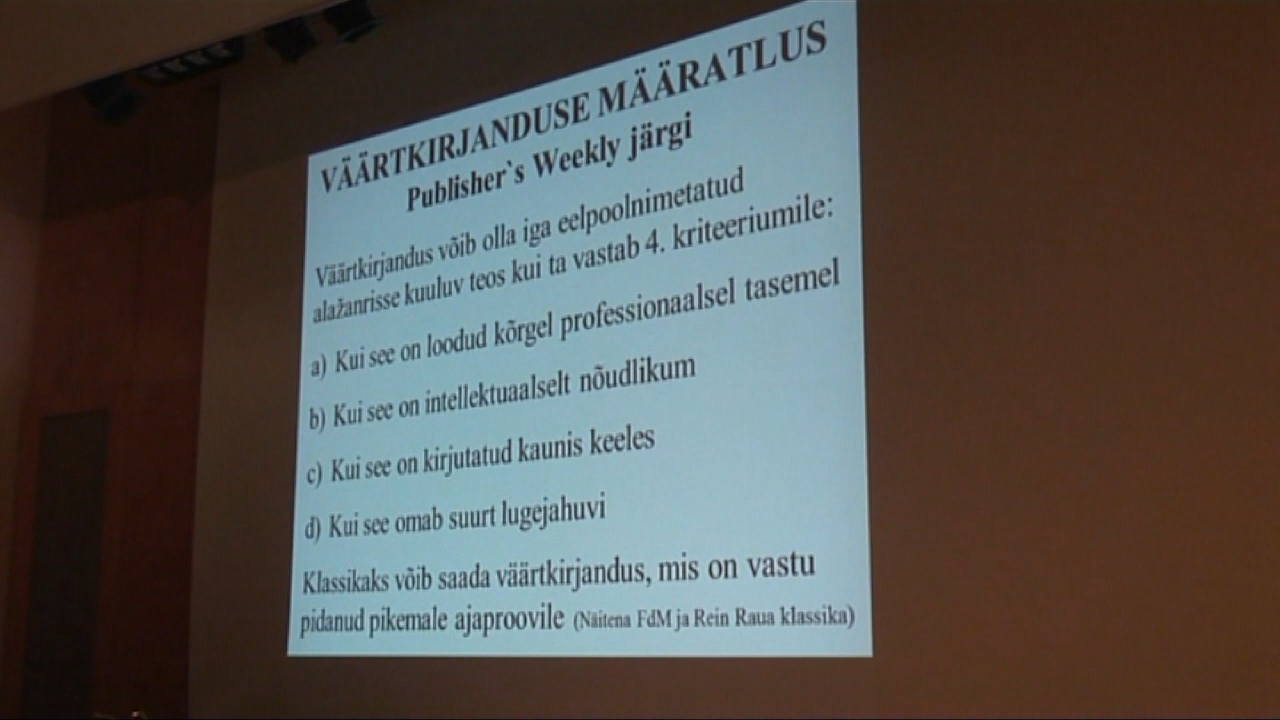 VÄÄRTKIRJANDUSE MÄÄRATLUS
Publisher`s Weekly järgi
Väärtkirjandus võib olla iga eelpoolnimetatud
alažanrisse kuuluv teos kui ta vastab 4. kriteeriumile:
a) Kui see on loodud kõrgel professionaalsel tasemel
b) Kui see on intellektuaalselt nõudlikum
c) Kui see on kirjutatud kaunis keeles
d) Kui see omab suurt lugejahuvi
Klassikaks võib saada väärtkirjandus, mis on vastu
pidanud pikemale ajaproovile (Näitena FdM ja Rein Raua klassika)